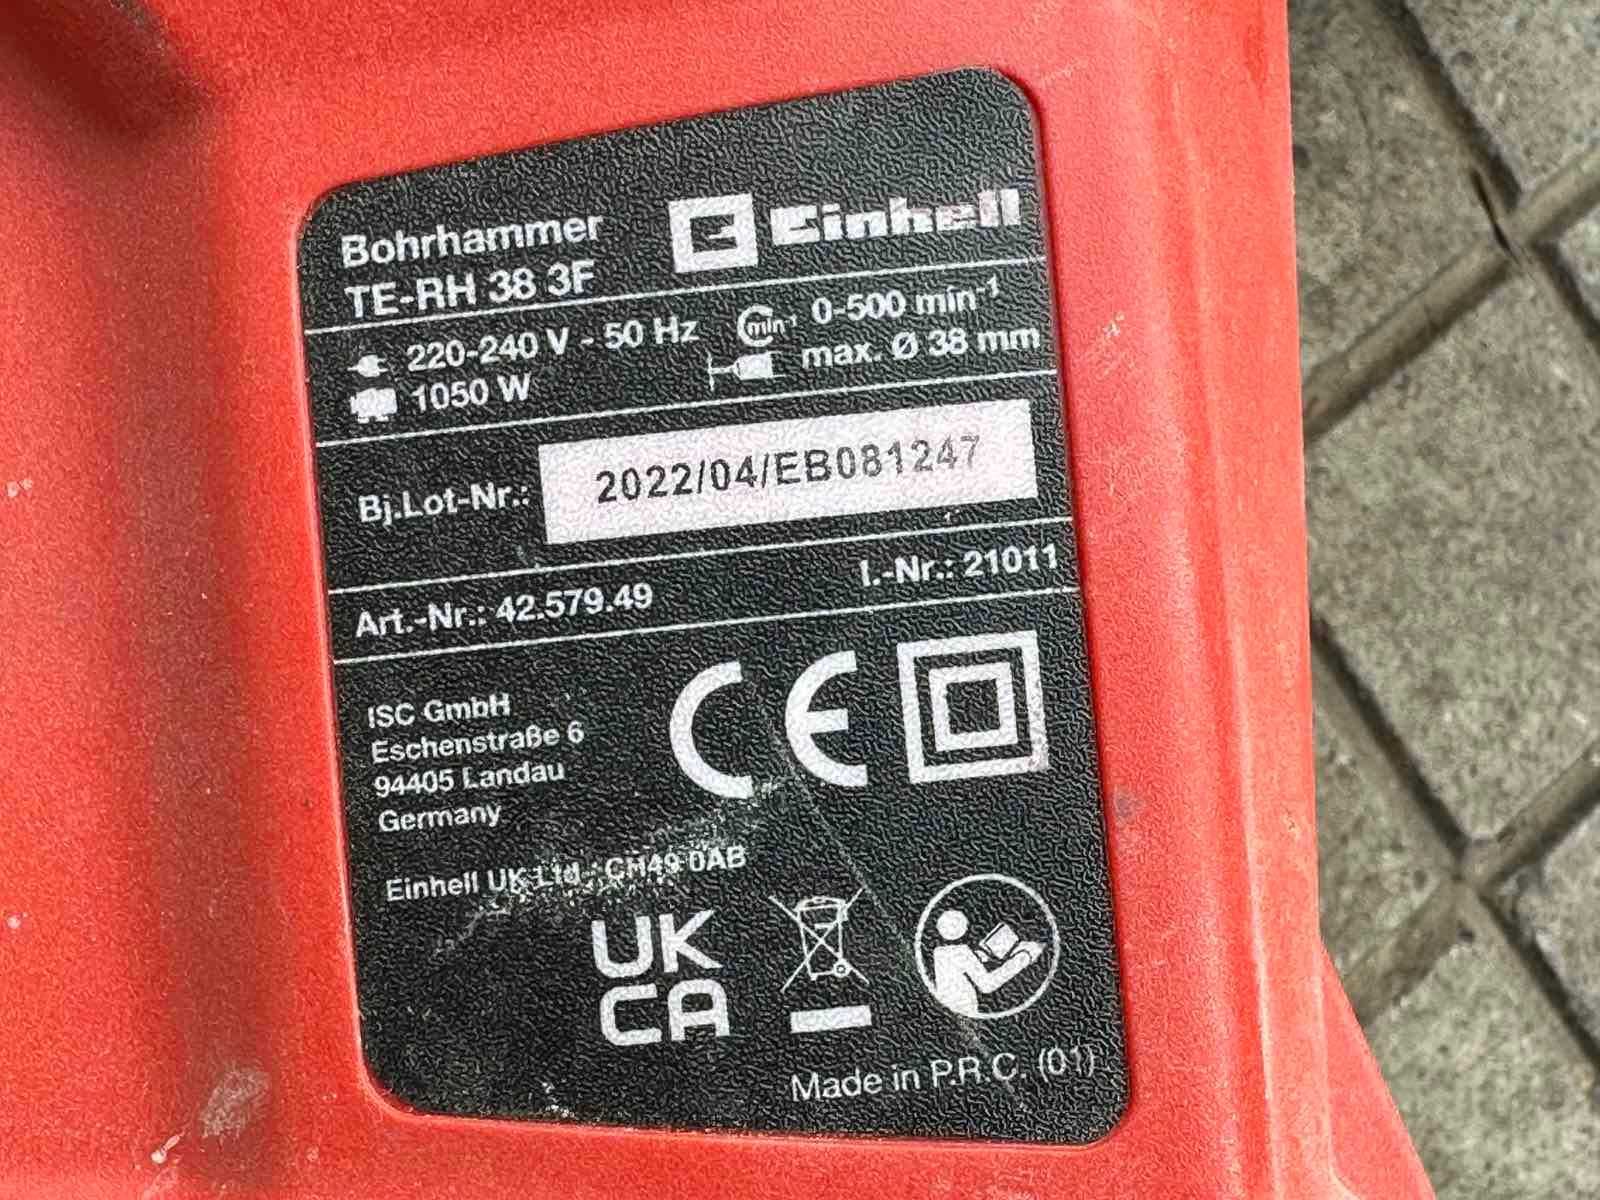 Bohrhammer
TE-RH 38 3F
Einhell
220-240 V - 50 Hz
1050 W
min-1 0-500 min-1
max. Ø 38 mm
Bj.Lot-Nr.: 2022/04/EB081247
Art.-Nr.: 42.579.49
I.-Nr.: 21011
ISC GmbH
Eschenstraße 6
94405 Landau
Germany
CE
Einhell UK Ltd.: CH49 0AB
UK
CA
Made in P.R.C. (01)